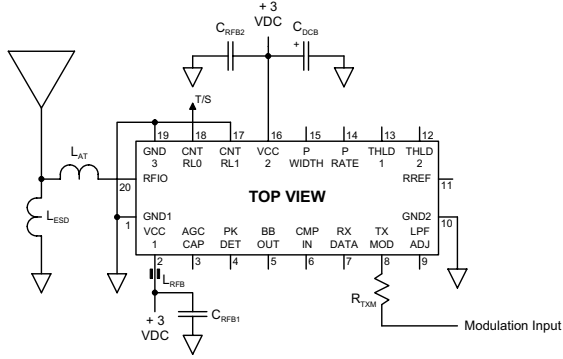 + 3
VDC
CRFB2
CDCB
+
T/S
19 18 17 16 15 14 13 12
GND
3
CNT
RL0
CNT
RL1
VCC
2
P
WIDTH
P
RATE
THLD
1
THLD
2
LAT
20
RFIO
RREF
11
TOP VIEW
LESD
GND1
1
GND2
10
VCC
1
AGC
CAP
PK
DET
BB
OUT
CMP
IN
RX
DATA
TX
MOD
LPF
ADJ
2 3 4 5 6 7 8 9
LRFB
RTXM
+ 3
VDC
CRFB1
Modulation Input